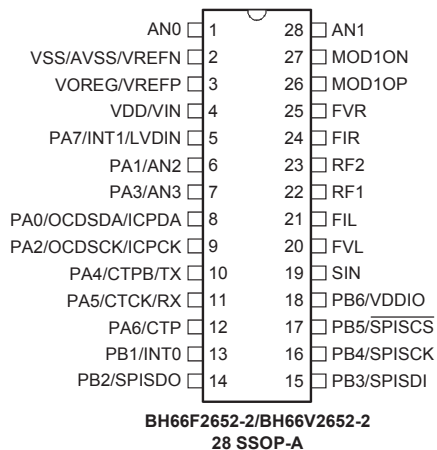 AN0 1 28 AN1
VSS/AVSS/VREFN 2 27 MOD1ON
VOREG/VREFP 3 26 MOD1OP
VDD/VIN 4 25 FVR
PA7/INT1/LVDIN 5 24 FIR
PA1/AN2 6 23 RF2
PA3/AN3 7 22 RF1
PA0/OCDSDA/ICPDA 8 21 FIL
PA2/OCDSCK/ICPCK 9 20 FVL
PA4/CTPB/TX 10 19 SIN
PA5/CTCK/RX 11 18 PB6/VDDIO
PA6/CTP 12 17 PB5/SPISCS
PB1/INT0 13 16 PB4/SPISCK
PB2/SPISDO 14 15 PB3/SPISDI
BH66F2652-2/BH66V2652-2
28 SSOP-A